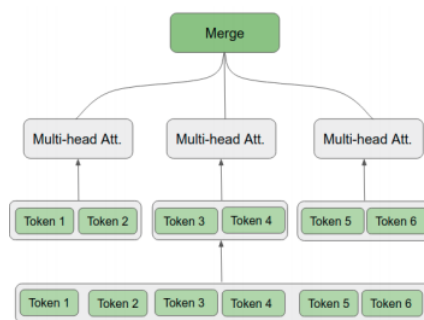 Merge
Multi-head Att. Multi-head Att. Multi-head Att.
Token 1 Token 2 Token 3 Token 4 Token 5 Token 6
Token 1 Token 2 Token 3 Token 4 Token 5 Token 6